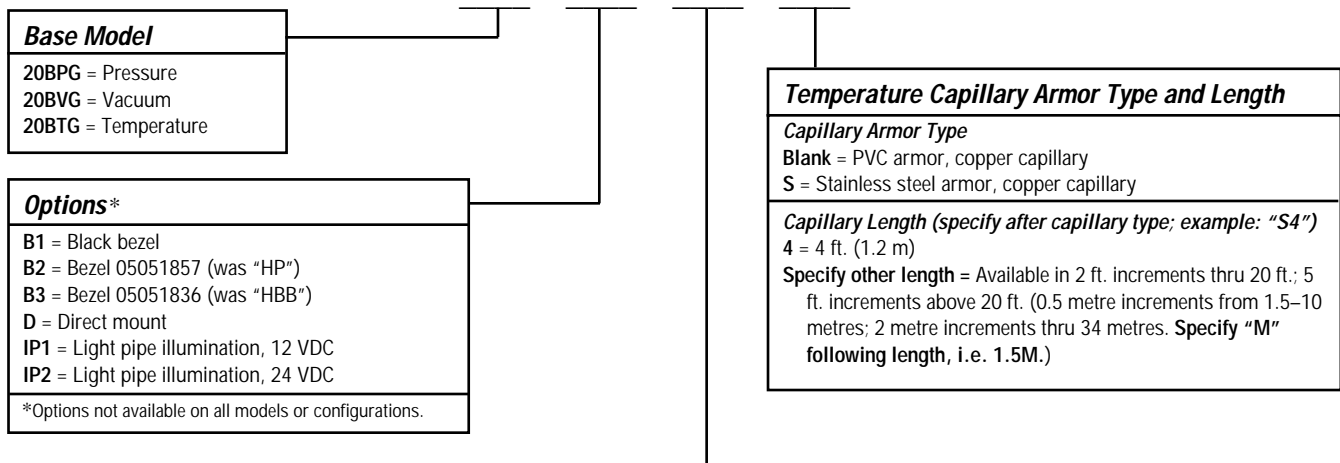 Base Model
20BPG = Pressure
20BVG = Vacuum
20BTG = Temperature
Options*
B1 = Black bezel
B2 = Bezel 05051857 (was "HP")
B3 = Bezel 05051836 (was "HBB")
D = Direct mount
IP1 = Light pipe illumination, 12 VDC
IP2 = Light pipe illumination, 24 VDC
*Options not available on all models or configurations.
Temperature Capillary Armor Type and Length
Capillary Armor Type
Blank = PVC armor, copper capillary
S = Stainless steel armor, copper capillary
Capillary Length (specify after capillary type; example: "S4")
4 = 4 ft. (1.2 m)
Specify other length = Available in 2 ft. increments thru 20 ft.; 5
ft. increments above 20 ft. (0.5 metre increments from 1.5–10
metres; 2 metre increments thru 34 metres. Specify "M"
following length, i.e. 1.5M.)